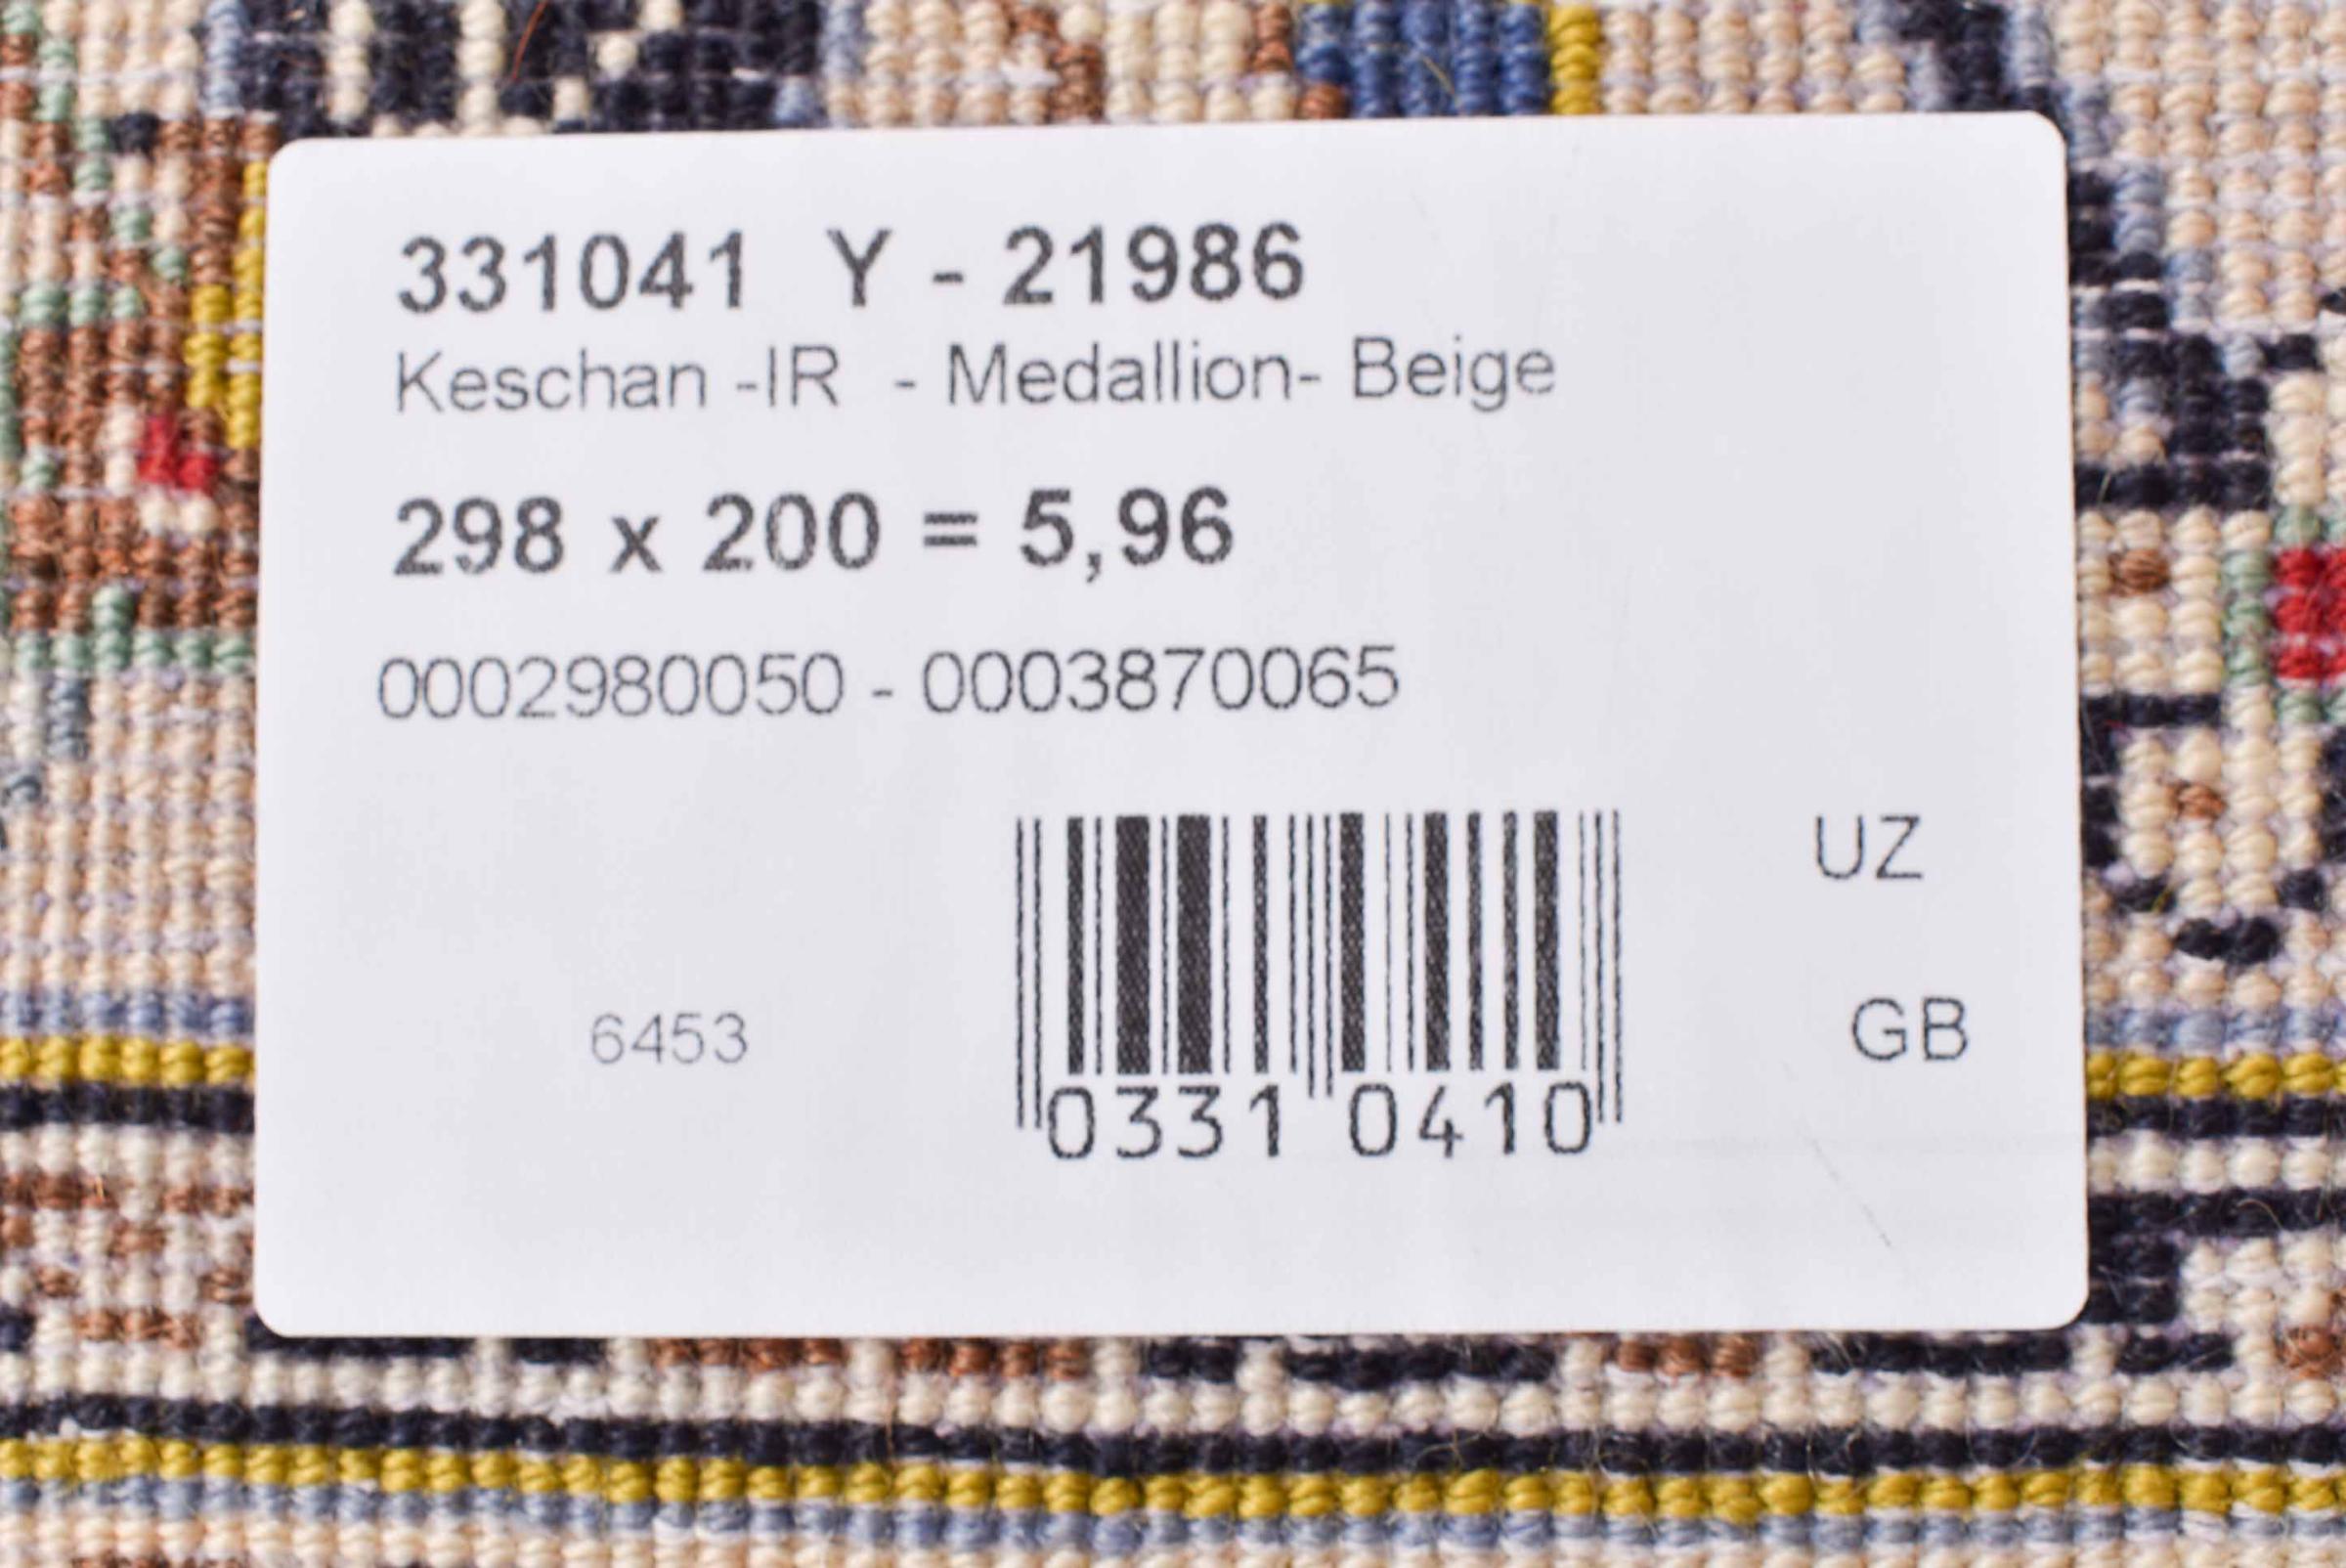 331041 Y - 21986
Keschan -IR - Medallion- Beige
298 x 200 = 5,96
0002980050 - 0003870065
UZ
6453
GB
0331 0410